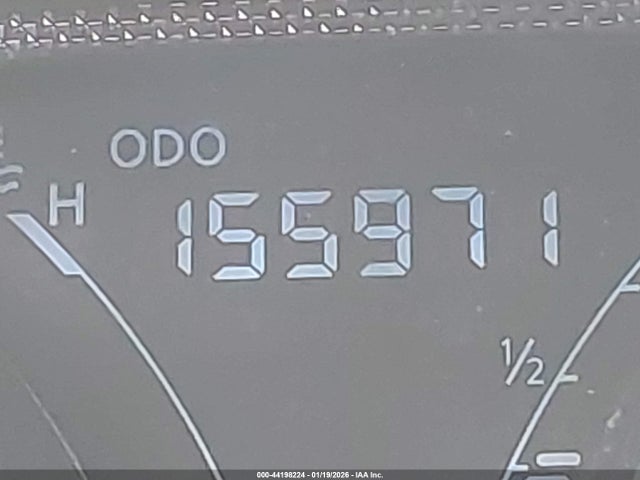 ODO
H
155971
1/2
000-44198224 - 01/19/2026 - IAA Inc.